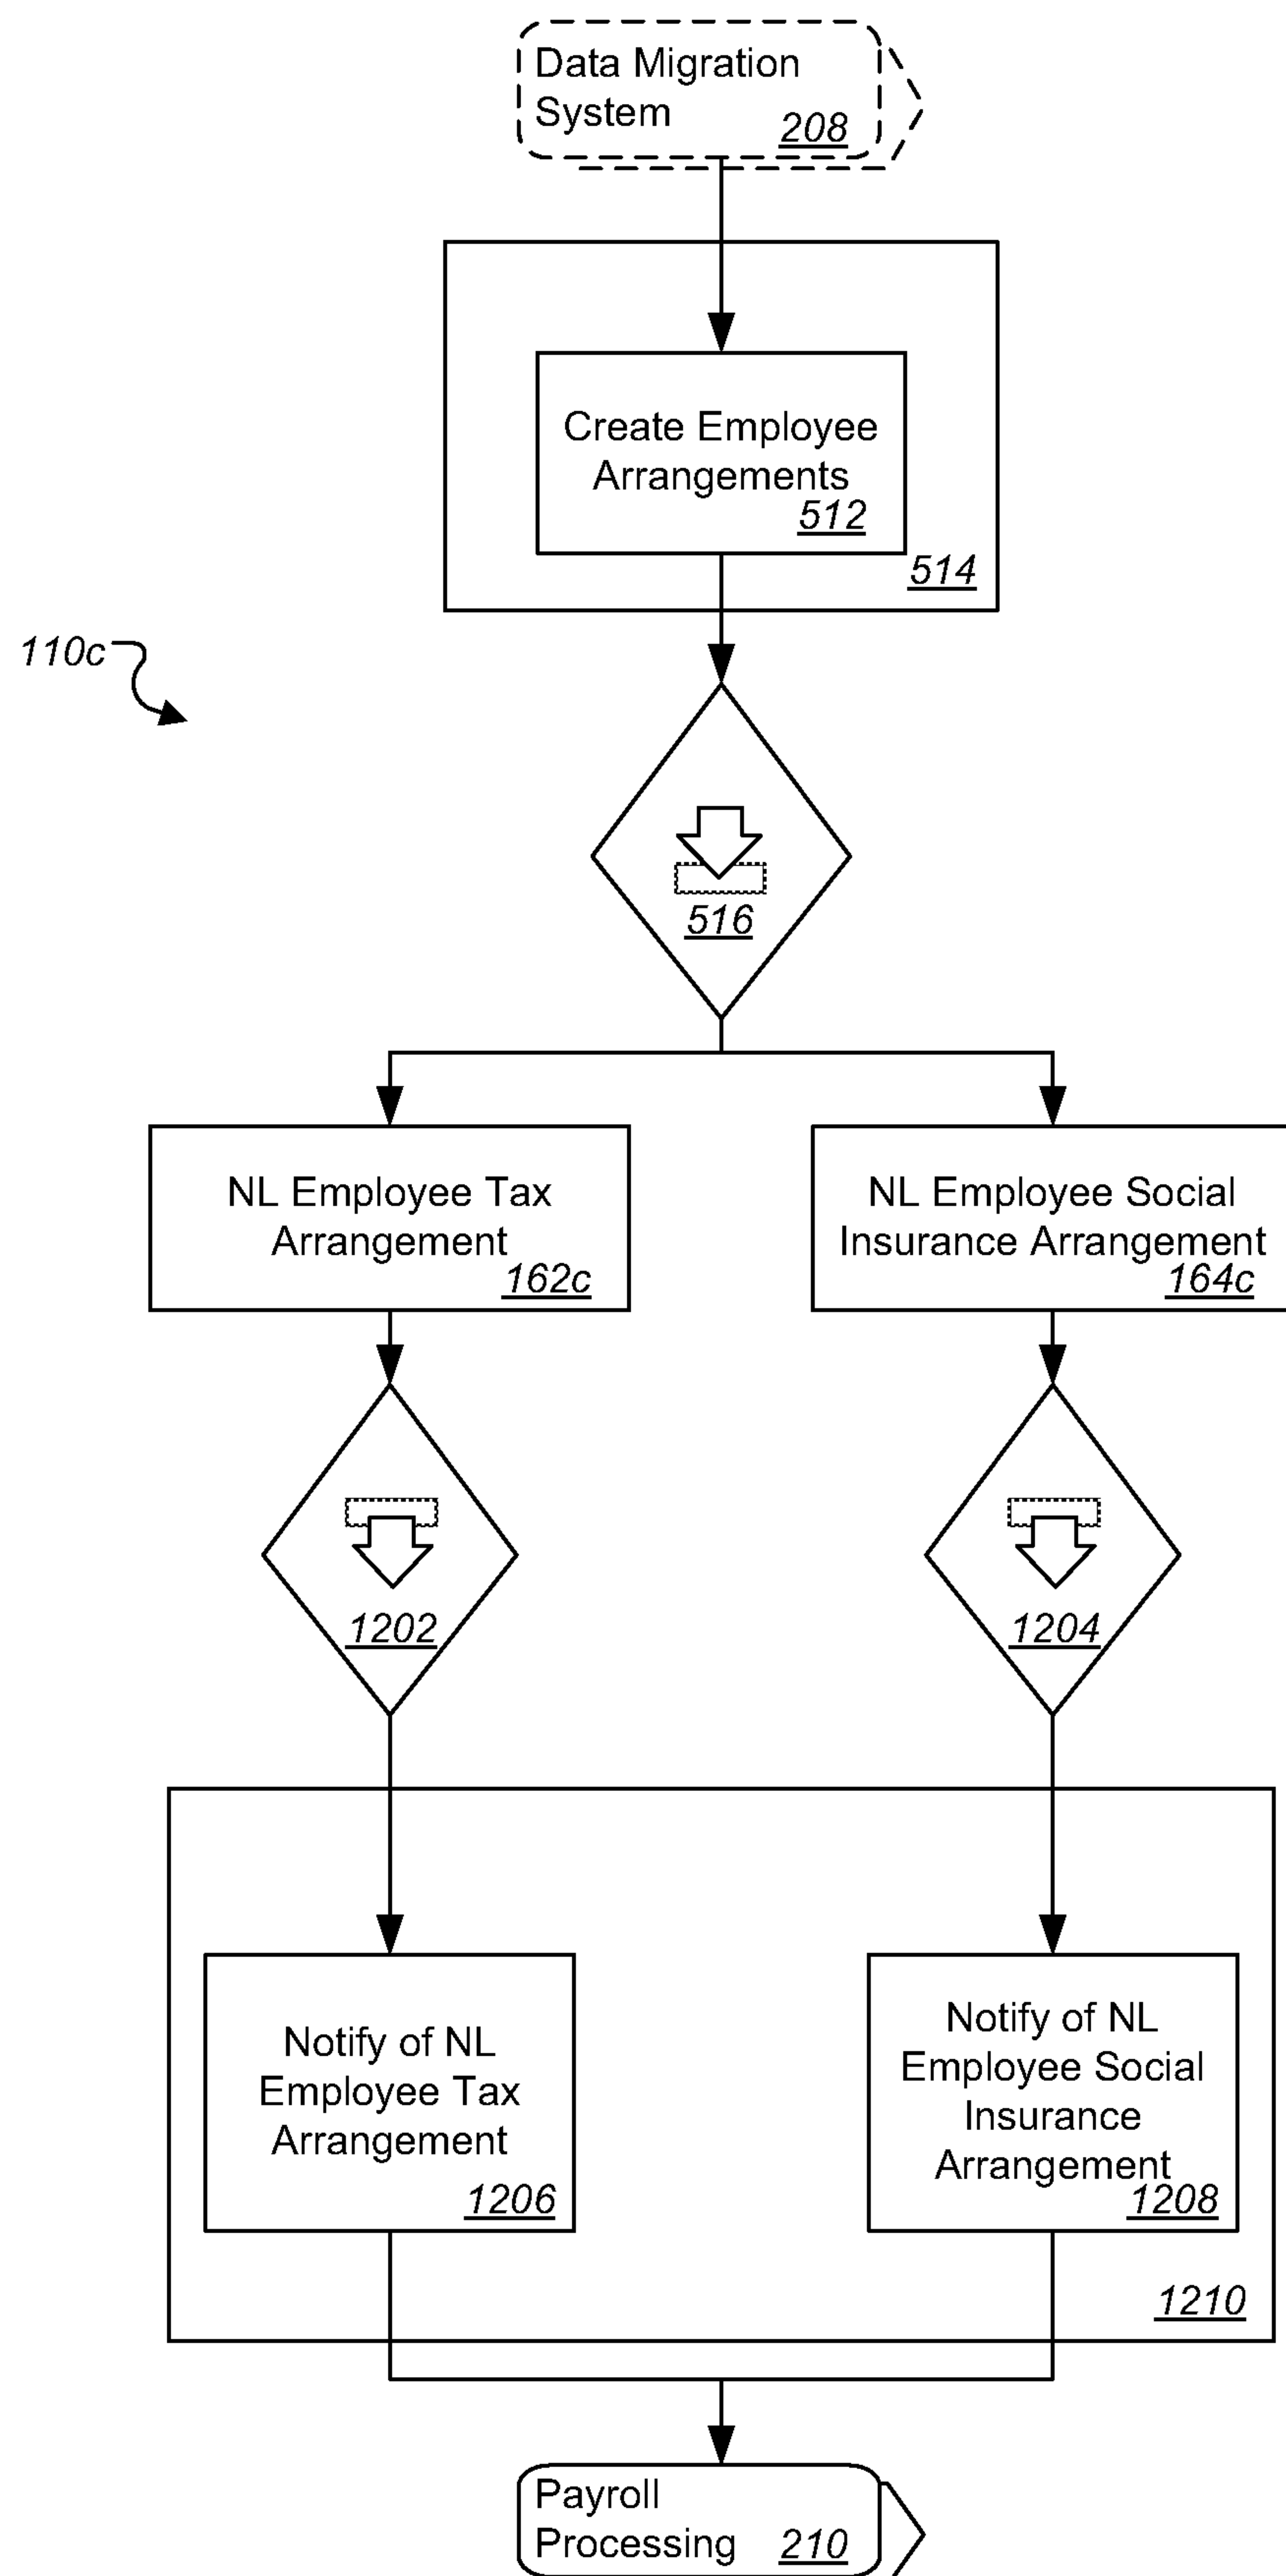 Data Migration
System 208
Create Employee
Arrangements
512
514
110c
516
NL Employee Tax
Arrangement
162c
NL Employee Social
Insurance Arrangement
164c
1202
1204
Notify of NL
Employee Tax
Arrangement
1206
Notify of NL
Employee Social
Insurance
Arrangement
1208
1210
Payroll
Processing 210